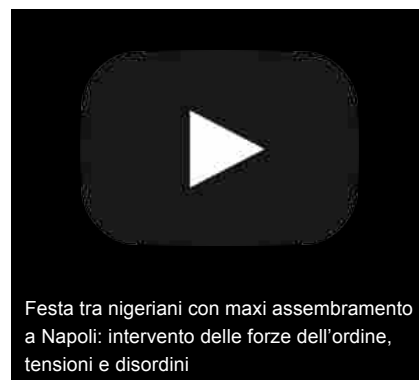 Festa tra nigeriani con maxi assembramento
a Napoli: intervento delle forze dell'ordine,
tensioni e disordini